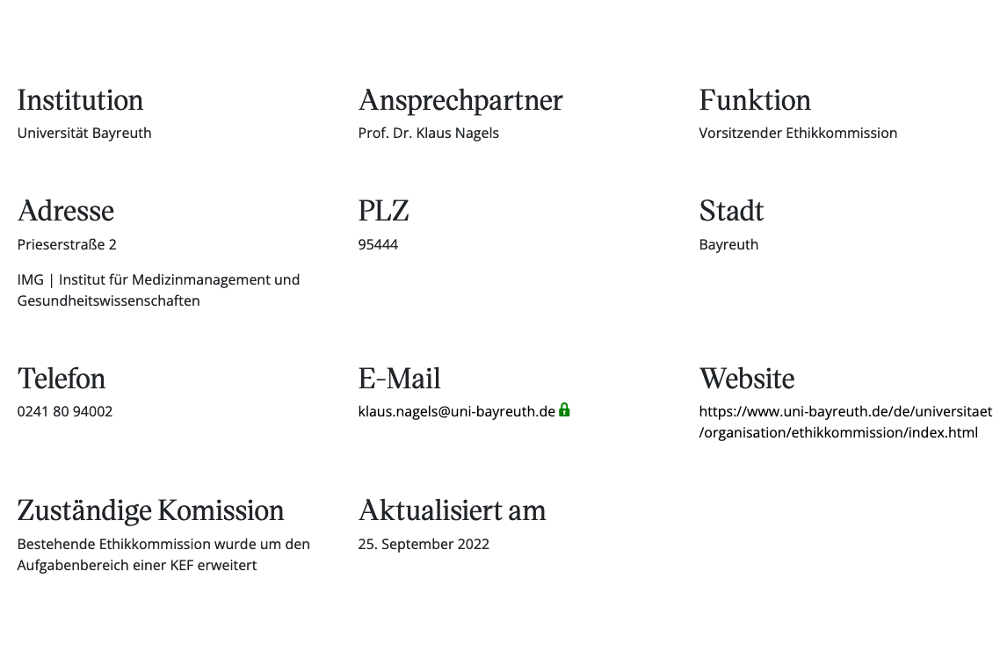 Institution
Universität Bayreuth
Ansprechpartner
Prof. Dr. Klaus Nagels
Funktion
Vorsitzender Ethikkommission
Adresse
Prieserstraße 2
IMG | Institut für Medizinmanagement und
Gesundheitswissenschaften
PLZ
95444
Stadt
Bayreuth
Telefon
0241 80 94002
E-Mail
klaus.nagels@uni-bayreuth.de
Website
https://www.uni-bayreuth.de/de/universitaet
/organisation/ethikkommission/index.html
Zuständige Komission
Bestehende Ethikkommission wurde um den
Aufgabenbereich einer KEF erweitert
Aktualisiert am
25. September 2022